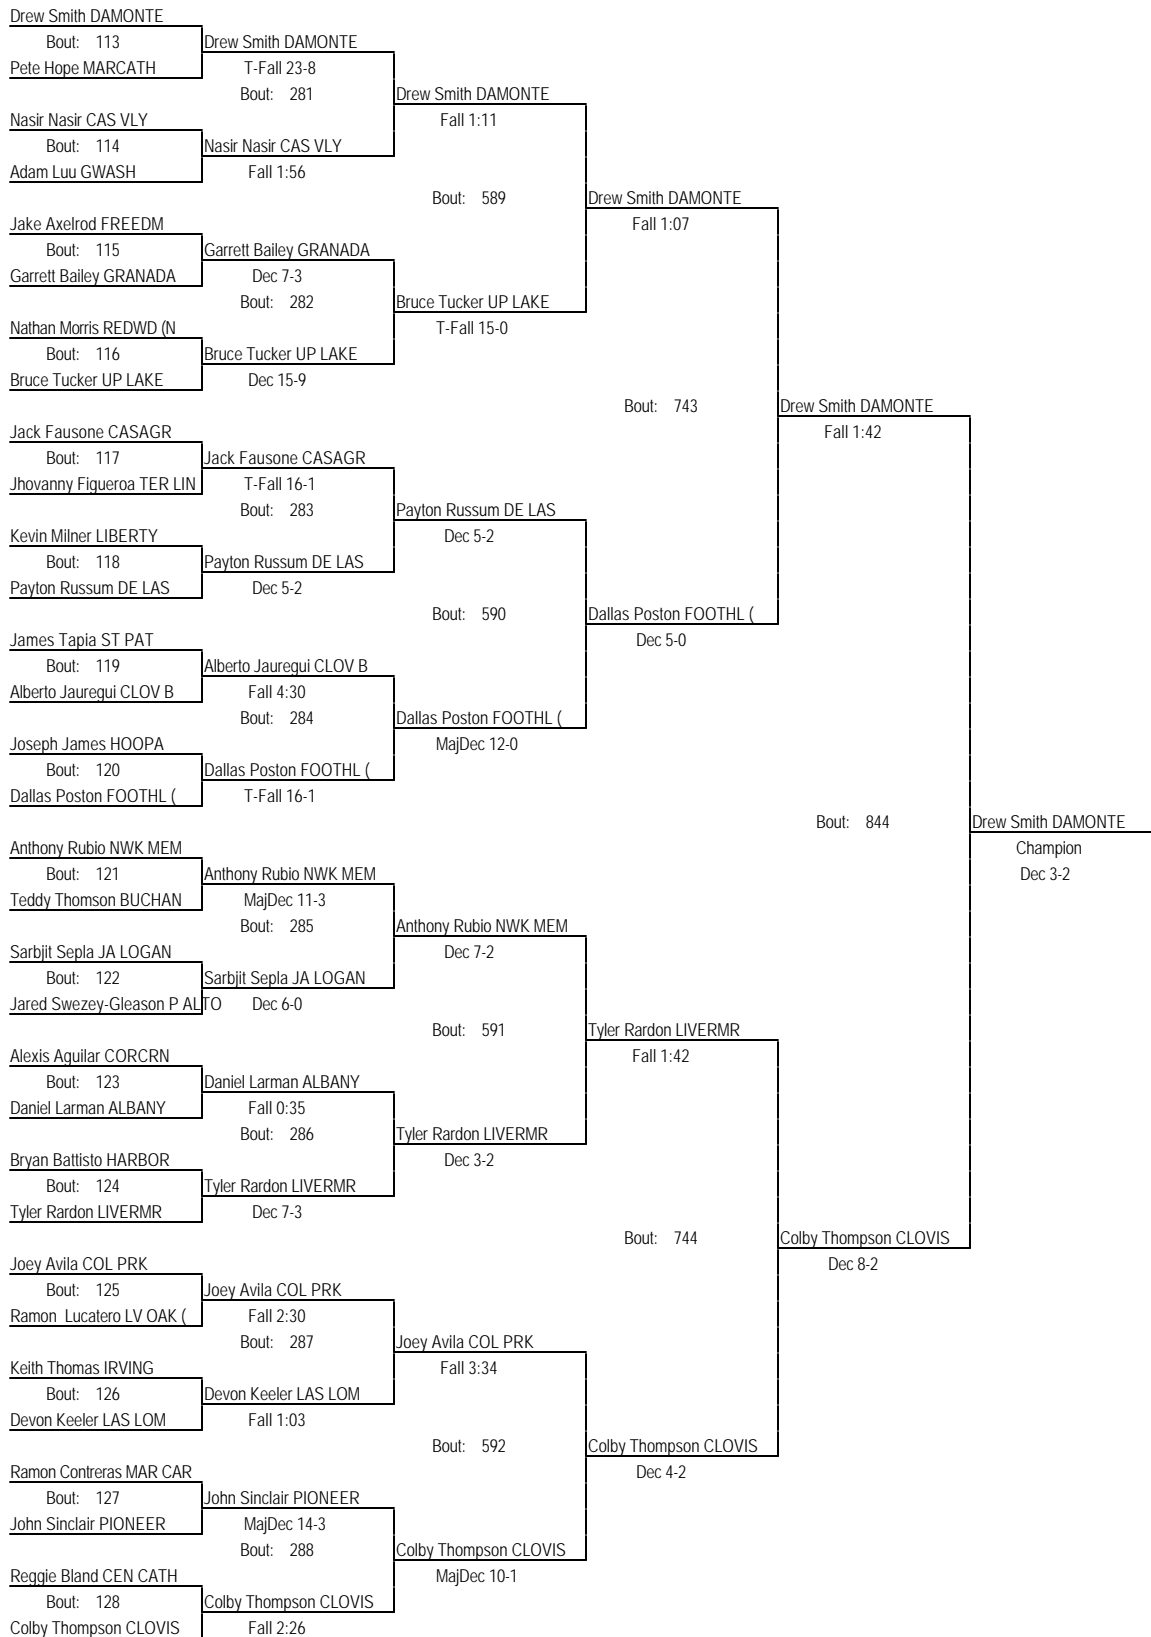 Drew Smith DAMONTE
Bout: 113 Drew Smith DAMONTE
Pete Hope MARCATH T-Fall 23-8
Bout: 281 Drew Smith DAMONTE
Nasir Nasir CAS VLY Fall 1:11
Bout: 114 Nasir Nasir CAS VLY
Adam Luu GWASH Fall 1:56
Bout: 589 Drew Smith DAMONTE
Jake Axelrod FREEDM Fall 1:07
Bout: 115 Garrett Bailey GRANADA
Garrett Bailey GRANADA Dec 7-3
Bout: 282 Bruce Tucker UP LAKE
Nathan Morris REDWD (N T-Fall 15-0
Bout: 116 Bruce Tucker UP LAKE
Bruce Tucker UP LAKE Dec 15-9
Bout: 743 Drew Smith DAMONTE
Jack Fausone CASAGR Fall 1:42
Bout: 117 Jack Fausone CASAGR
Jhovanny Figueroa TER LIN T-Fall 16-1
Bout: 283 Payton Russum DE LAS
Kevin Milner LIBERTY Dec 5-2
Bout: 118 Payton Russum DE LAS
Payton Russum DE LAS Dec 5-2
Bout: 590 Dallas Poston FOOTHL (
James Tapia ST PAT Dec 5-0
Bout: 119 Alberto Jauregui CLOV B
Alberto Jauregui CLOV B Fall 4:30
Bout: 284 Dallas Poston FOOTHL (
Joseph James HOOPA MajDec 12-0
Bout: 120 Dallas Poston FOOTHL (
Dallas Poston FOOTHL ( T-Fall 16-1
Bout: 844 Drew Smith DAMONTE
Anthony Rubio NWK MEM Champion
Bout: 121 Anthony Rubio NWK MEM Dec 3-2
Teddy Thomson BUCHAN MajDec 11-3
Bout: 285 Anthony Rubio NWK MEM
Sarbjit Sepla JA LOGAN Dec 7-2
Bout: 122 Sarbjit Sepla JA LOGAN
Jared Swezey-Gleason P ALTO Dec 6-0
Bout: 591 Tyler Rardon LIVERMR
Alexis Aguilar CORCRN Fall 1:42
Bout: 123 Daniel Larman ALBANY
Daniel Larman ALBANY Fall 0:35
Bout: 286 Tyler Rardon LIVERMR
Bryan Battisto HARBOR Dec 3-2
Bout: 124 Tyler Rardon LIVERMR
Tyler Rardon LIVERMR Dec 7-3
Bout: 744 Colby Thompson CLOVIS
Joey Avila COL PRK Dec 8-2
Bout: 125 Joey Avila COL PRK
Ramon Lucatero LV OAK ( Fall 2:30
Bout: 287 Joey Avila COL PRK
Keith Thomas IRVING Fall 3:34
Bout: 126 Devon Keeler LAS LOM
Devon Keeler LAS LOM Fall 1:03
Bout: 592 Colby Thompson CLOVIS
Ramon Contreras MAR CAR Dec 4-2
Bout: 127 John Sinclair PIONEER
John Sinclair PIONEER MajDec 14-3
Bout: 288 Colby Thompson CLOVIS
Reggie Bland CEN CATH MajDec 10-1
Bout: 128 Colby Thompson CLOVIS
Colby Thompson CLOVIS Fall 2:26